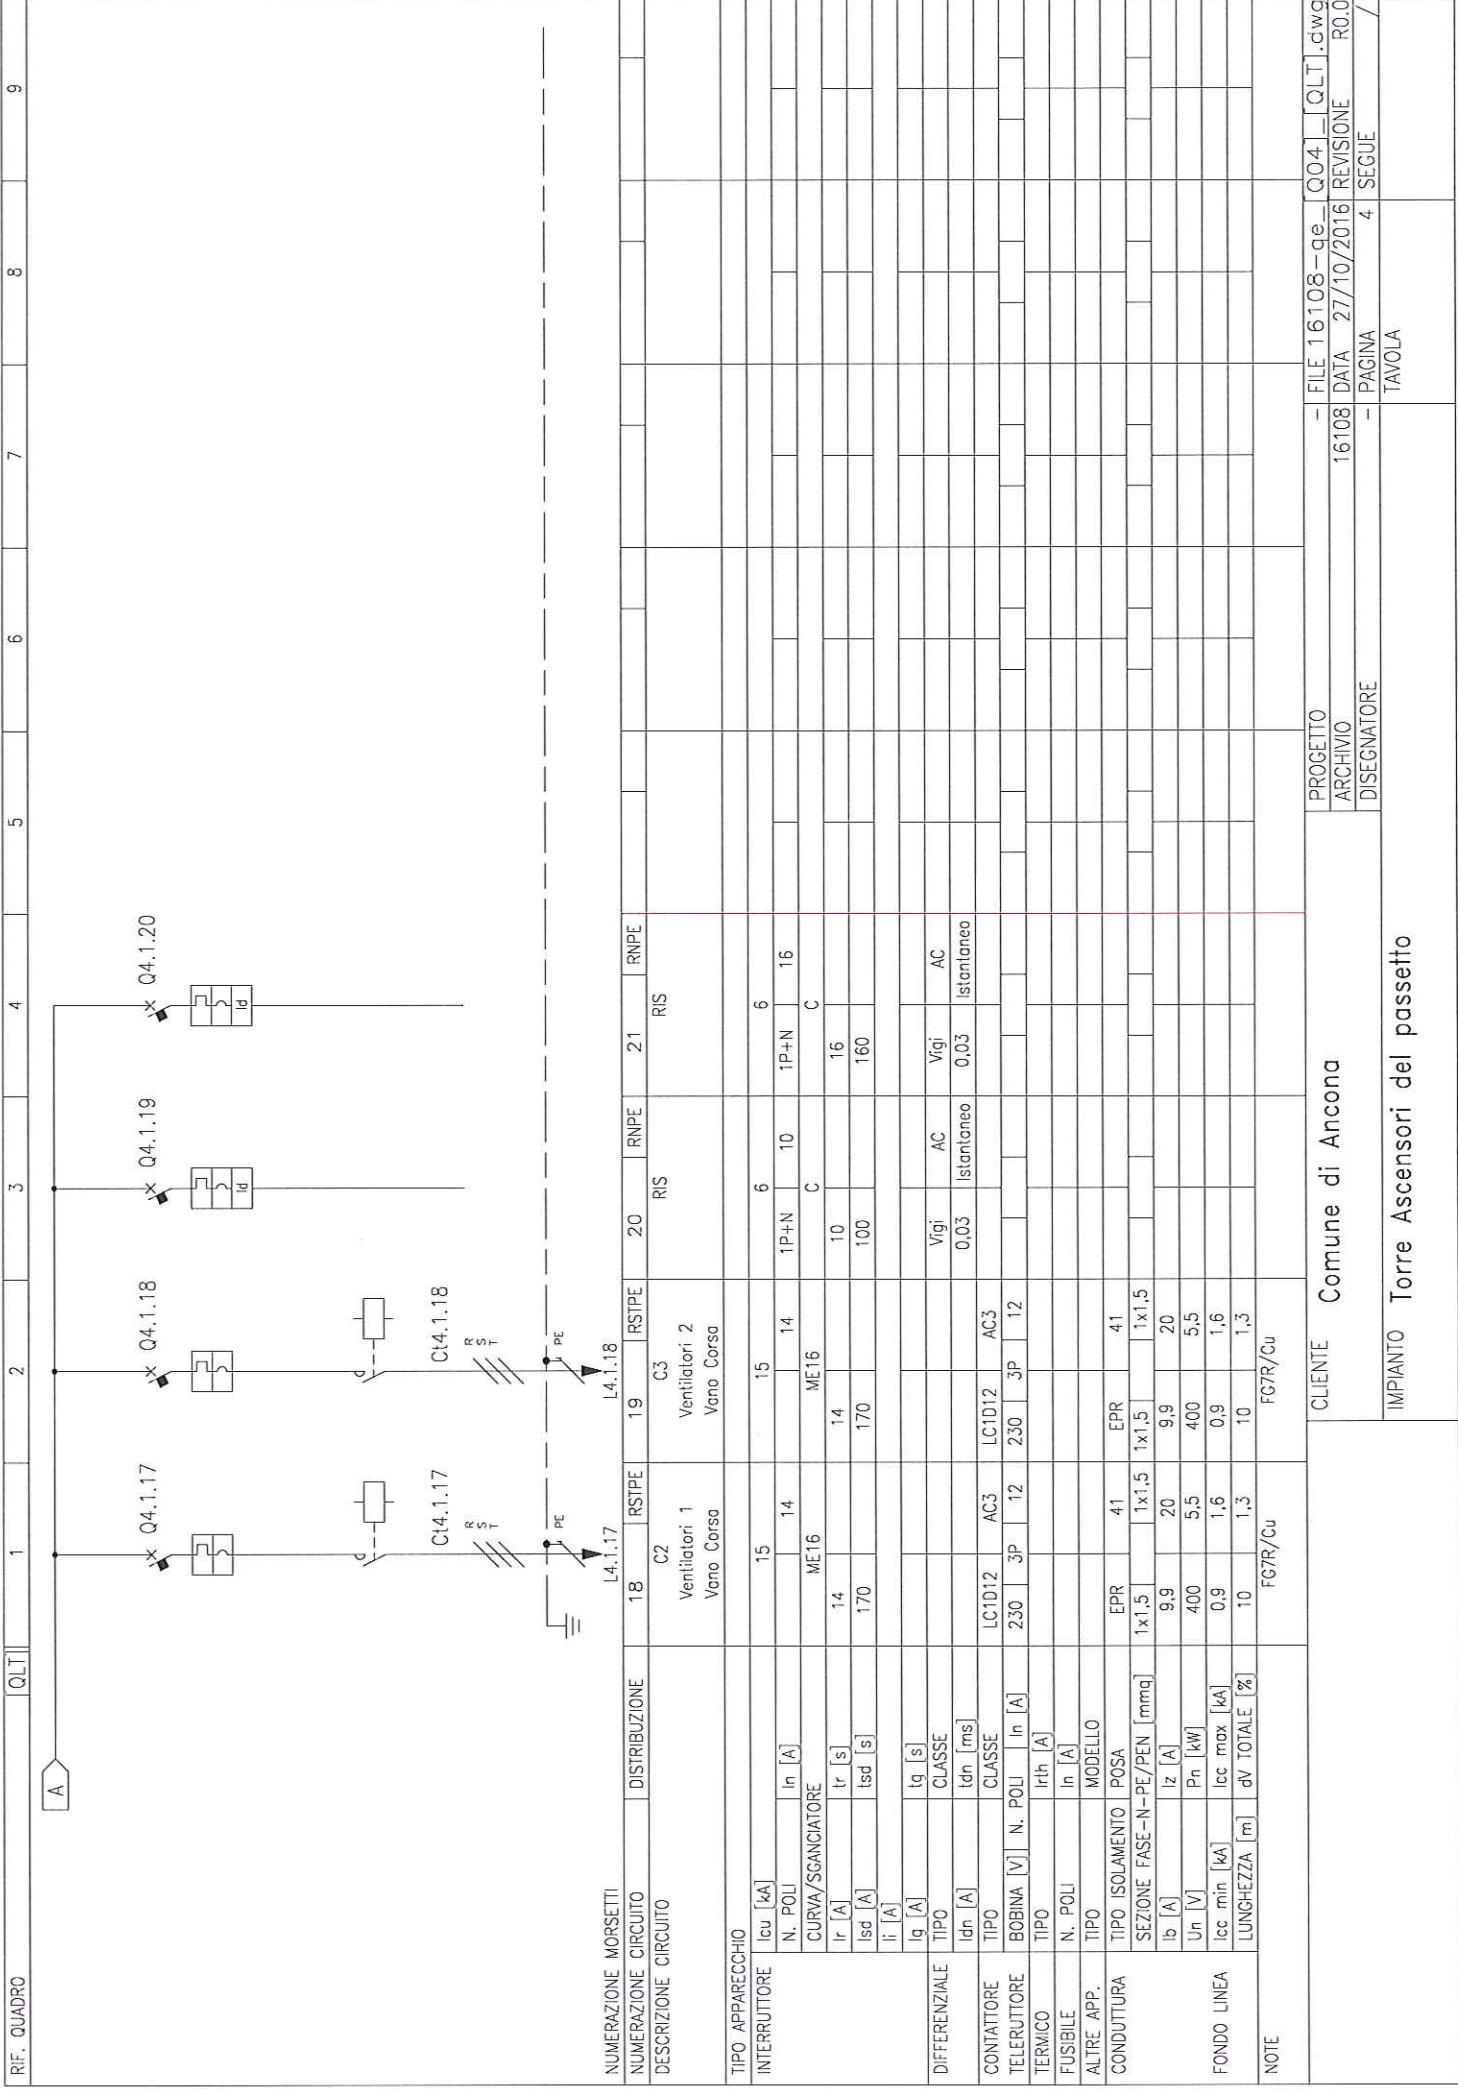 RIF. QUADRO QLT 1 2 3 4 5 6 7 8 9
A
Q4.1.17 Q4.1.18 Q4.1.19 Q4.1.20
Id Id
Ct4.1.17 Ct4.1.18
R S T R S T
PE PE
NUMERAZIONE MORSETTI L4.1.17 L4.1.18
NUMERAZIONE CIRCUITO DISTRIBUZIONE 18 RSTPE 19 RSTPE 20 RNPE 21 RNPE
DESCRIZIONE CIRCUITO C2 C3 RIS RIS
Ventilatori 1 Ventilatori 2
Vano Corsa Vano Corsa
TIPO APPARECCHIO
INTERRUTTORE Icu [kA] 15 15 6 6
N. POLI In [A] 14 14 1P+N 10 1P+N 16
CURVA/SGANCIATORE ME16 ME16 C C
Ir [A] tr [s] 14 14 10 16
Isd [A] tsd [s] 170 170 100 160
Ii [A]
Ig [A] tg [s]
DIFFERENZIALE TIPO CLASSE Vigi AC Vigi AC
Idn [A] tdn [ms] 0,03 Istantaneo 0,03 Istantaneo
CONTATTORE TIPO CLASSE LC1D12 AC3 LC1D12 AC3
TELERUTTORE BOBINA [V] N. POLI In [A] 230 3P 12 230 3P 12
TERMICO TIPO Irth [A]
FUSIBILE N. POLI In [A]
ALTRE APP. TIPO MODELLO
CONDUTTURA TIPO ISOLAMENTO POSA EPR 41 EPR 41
SEZIONE FASE-N-PE/PEN [mmq] 1x1,5 1x1,5 1x1,5 1x1,5
Ib [A] Iz [A] 9,9 20 9,9 20
Un [V] Pn [kW] 400 5,5 400 5,5
FONDO LINEA Icc min [kA] Icc max [kA] 0,9 1,6 0,9 1,6
LUNGHEZZA [m] dV TOTALE [%] 10 1,3 10 1,3
NOTE FG7R/Cu FG7R/Cu
CLIENTE Comune di Ancona
IMPIANTO Torre Ascensori del passetto
PROGETTO - FILE 16108-qe_[Q04]_[QLT].dwg
ARCHIVIO 16108 DATA 27/10/2016 REVISIONE R0.0
DISEGNATORE - PAGINA 4 SEGUE /
TAVOLA